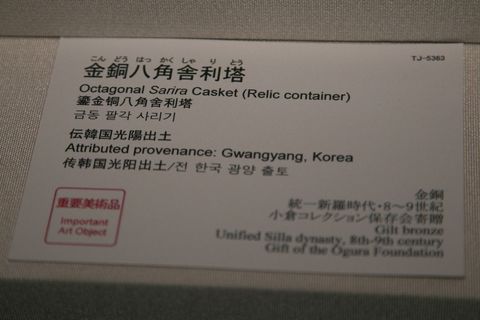 TJ-5363
こん どう はっ かく しゃ り とう
金銅八角舎利塔
Octagonal Sarira Casket (Relic container)
鎏金铜八角舍利塔
금동 팔각 사리기
伝韓国光陽出土
Attributed provenance: Gwangyang, Korea
传韩国光阳出土/전 한국 광양 출토
重要美術品
Important
Art Object
金銅
統一新羅時代・8～9世紀
小倉コレクション保存会寄贈
Gilt bronze
Unified Silla dynasty, 8th-9th century
Gift of the Ogura Foundation